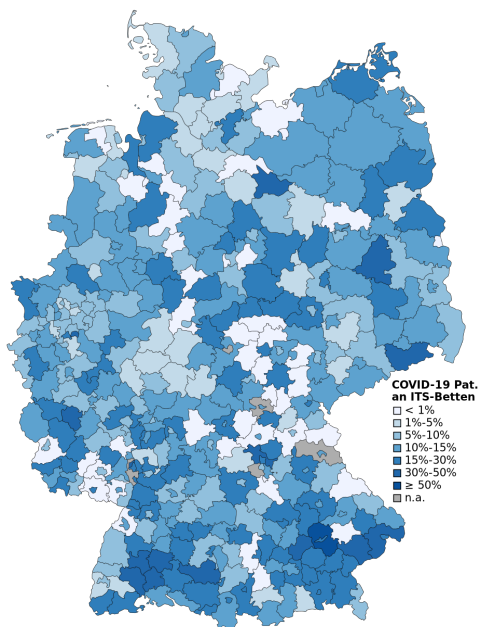 COVID-19 Pat.
an ITS-Betten
< 1%
1%-5%
5%-10%
10%-15%
15%-30%
30%-50%
≥ 50%
n.a.